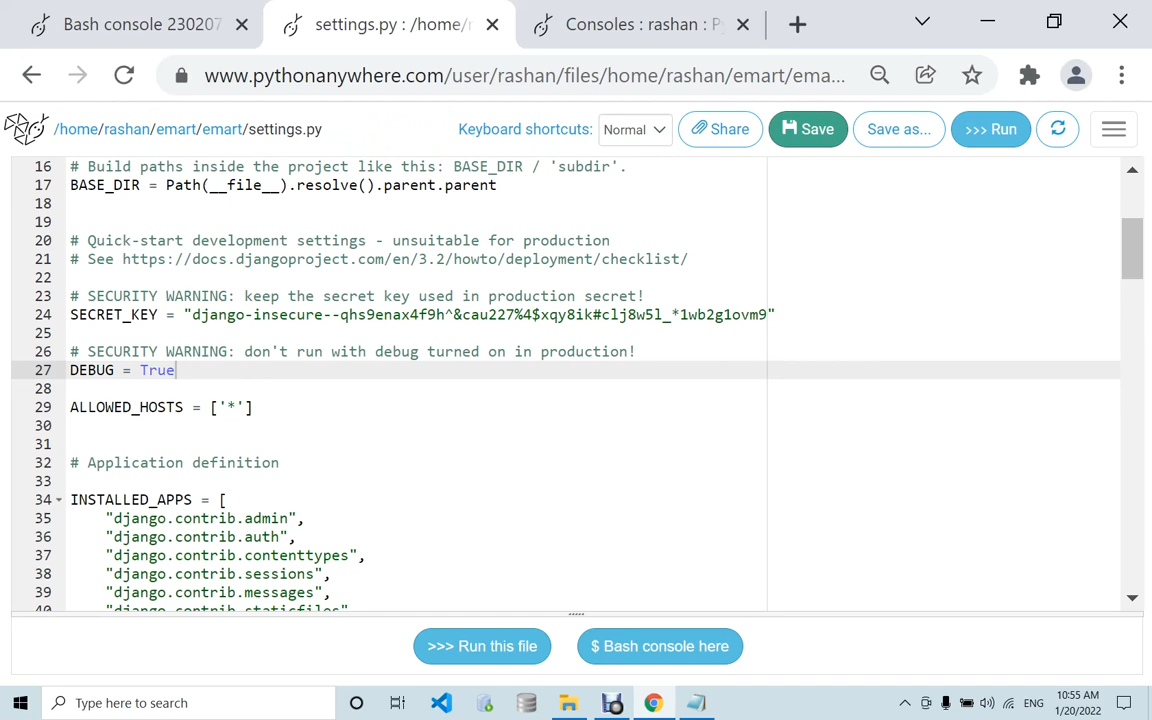 Bash console 230207
settings.py : /home/r
Consoles : rashan : Py
www.pythonanywhere.com/user/rashan/files/home/rashan/emart/ema...
/home/rashan/emart/emart/settings.py
Keyboard shortcuts:
Normal
Share
Save
Save as...
>>> Run
16 # Build paths inside the project like this: BASE_DIR / 'subdir'.
17 BASE_DIR = Path(__file__).resolve().parent.parent
18
19
20 # Quick-start development settings - unsuitable for production
21 # See https://docs.djangoproject.com/en/3.2/howto/deployment/checklist/
22
23 # SECURITY WARNING: keep the secret key used in production secret!
24 SECRET_KEY = "django-insecure--qhs9enax4f9h^&cau227%4$xqy8ik#clj8w5l_*1wb2g1ovm9"
25
26 # SECURITY WARNING: don't run with debug turned on in production!
27 DEBUG = True
28
29 ALLOWED_HOSTS = ['*']
30
31
32 # Application definition
33
34 INSTALLED_APPS = [
35 "django.contrib.admin",
36 "django.contrib.auth",
37 "django.contrib.contenttypes",
38 "django.contrib.sessions",
39 "django.contrib.messages",
40 "django.contrib.staticfiles"
>>> Run this file
$ Bash console here
Type here to search
ENG
10:55 AM
1/20/2022